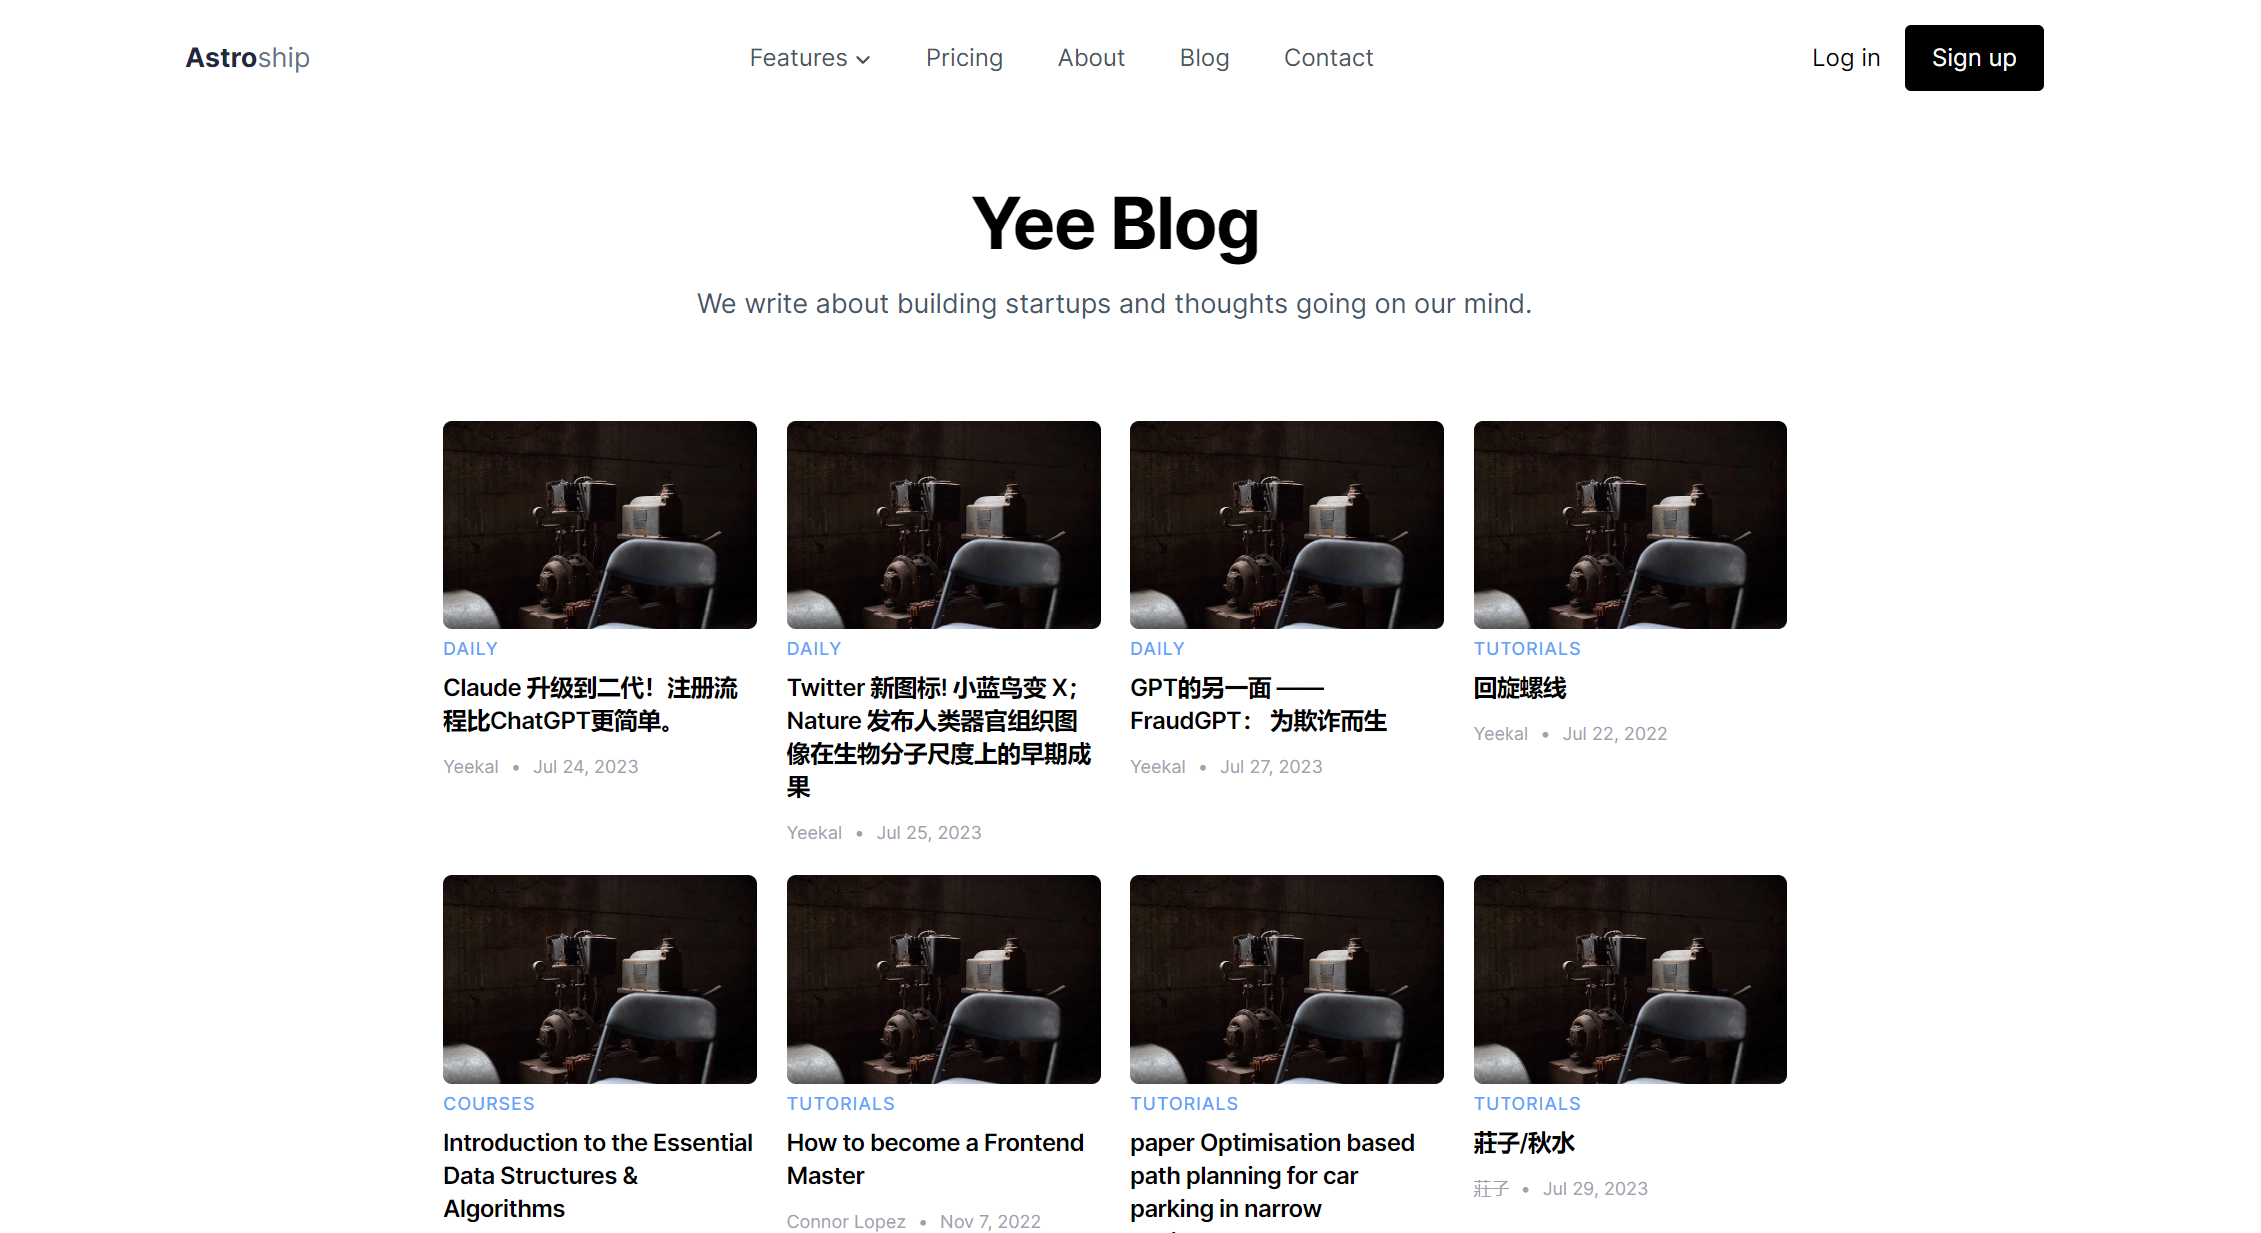 Astroship
Features
Pricing
About
Blog
Contact
Log in
Sign up
Yee Blog
We write about building startups and thoughts going on our mind.
DAILY
Claude 升级到二代！注册流
程比ChatGPT更简单。
Yeekal • Jul 24, 2023
DAILY
Twitter 新图标! 小蓝鸟变 X；
Nature 发布人类器官组织图
像在生物分子尺度上的早期成
果
Yeekal • Jul 25, 2023
DAILY
GPT的另一面 ——
FraudGPT： 为欺诈而生
Yeekal • Jul 27, 2023
TUTORIALS
回旋螺线
Yeekal • Jul 22, 2022
COURSES
Introduction to the Essential
Data Structures &
Algorithms
TUTORIALS
How to become a Frontend
Master
Connor Lopez • Nov 7, 2022
TUTORIALS
paper Optimisation based
path planning for car
parking in narrow
TUTORIALS
莊子/秋水
莊子 • Jul 29, 2023